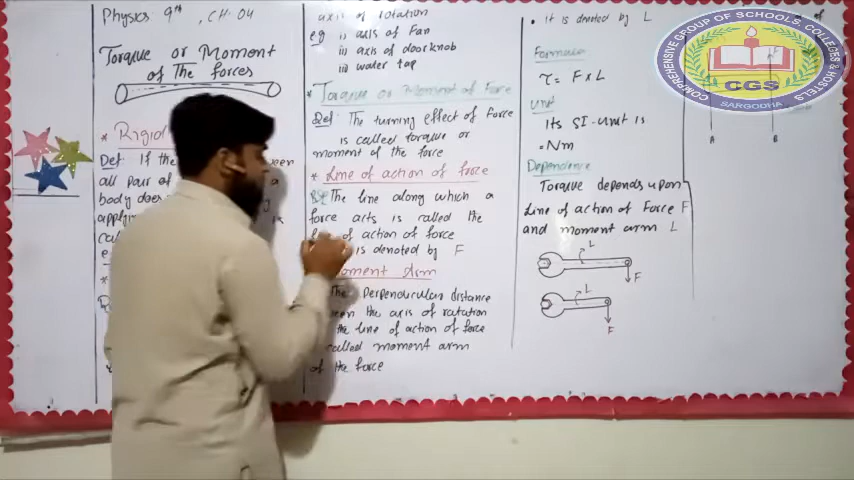 Physics 9th, CH-04
Torque or Moment
of The forces
* Rigid
Def: If the
all pair of
body does
apply
axis of rotation
eg i) axis of Fan
ii) axis of doorknob
iii) water tap
* Torque or Moment of Force
Def: The turning effect of force
is called torque or
moment of the force
* Line of action of force
The line along which a
force acts is called the
of action of force
is denoted by F
oment Arm
The perpendicular distance
een the axis of rotation
the line of action of force
called moment arm
of the force
• It is denoted by L
Formula
τ = F x L
Unit
Its SI-unit is
= Nm
Dependence
Torque depends upon
Line of action of Force F
and moment arm L
L
F
L
F
A
B
COMPREHENSIVE GROUP OF SCHOOLS, COLLEGES & HOSTELS
CGS
SARGODHA
of